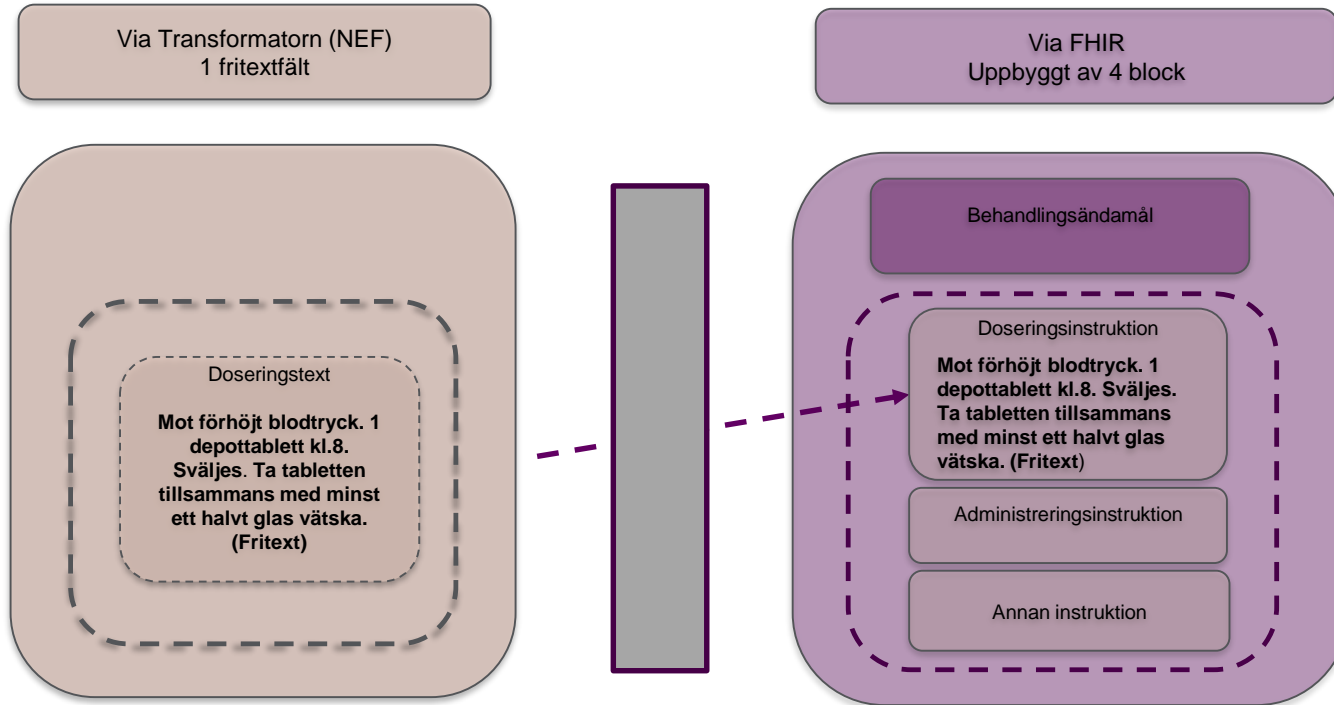 Via Transformatorn (NEF)
1 fritextfält
Via FHIR
Uppbyggt av 4 block
Doseringstext
Mot förhöjt blodtryck. 1
depottablett kl.8.
Sväljes. Ta tabletten
tillsammans med minst
ett halvt glas vätska.
(Fritext)
Behandlingsändamål
Doseringsinstruktion
Mot förhöjt blodtryck. 1
depottablett kl.8. Sväljes.
Ta tabletten tillsammans
med minst ett halvt glas
vätska. (Fritext)
Administreringsinstruktion
Annan instruktion